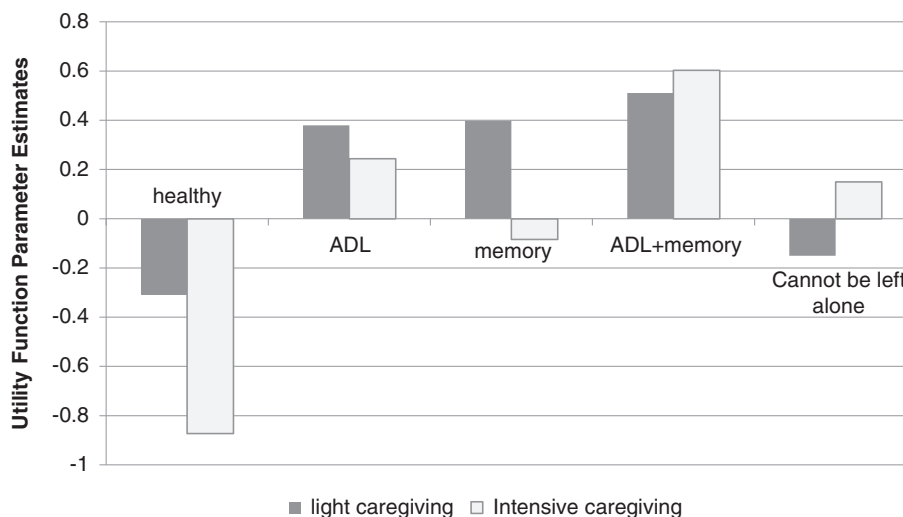 Utility Function Parameter Estimates
0.8
0.6
0.4
0.2
0
-0.2
-0.4
-0.6
-0.8
-1
healthy
ADL
memory
ADL+memory
Cannot be left
alone
light caregiving
Intensive caregiving